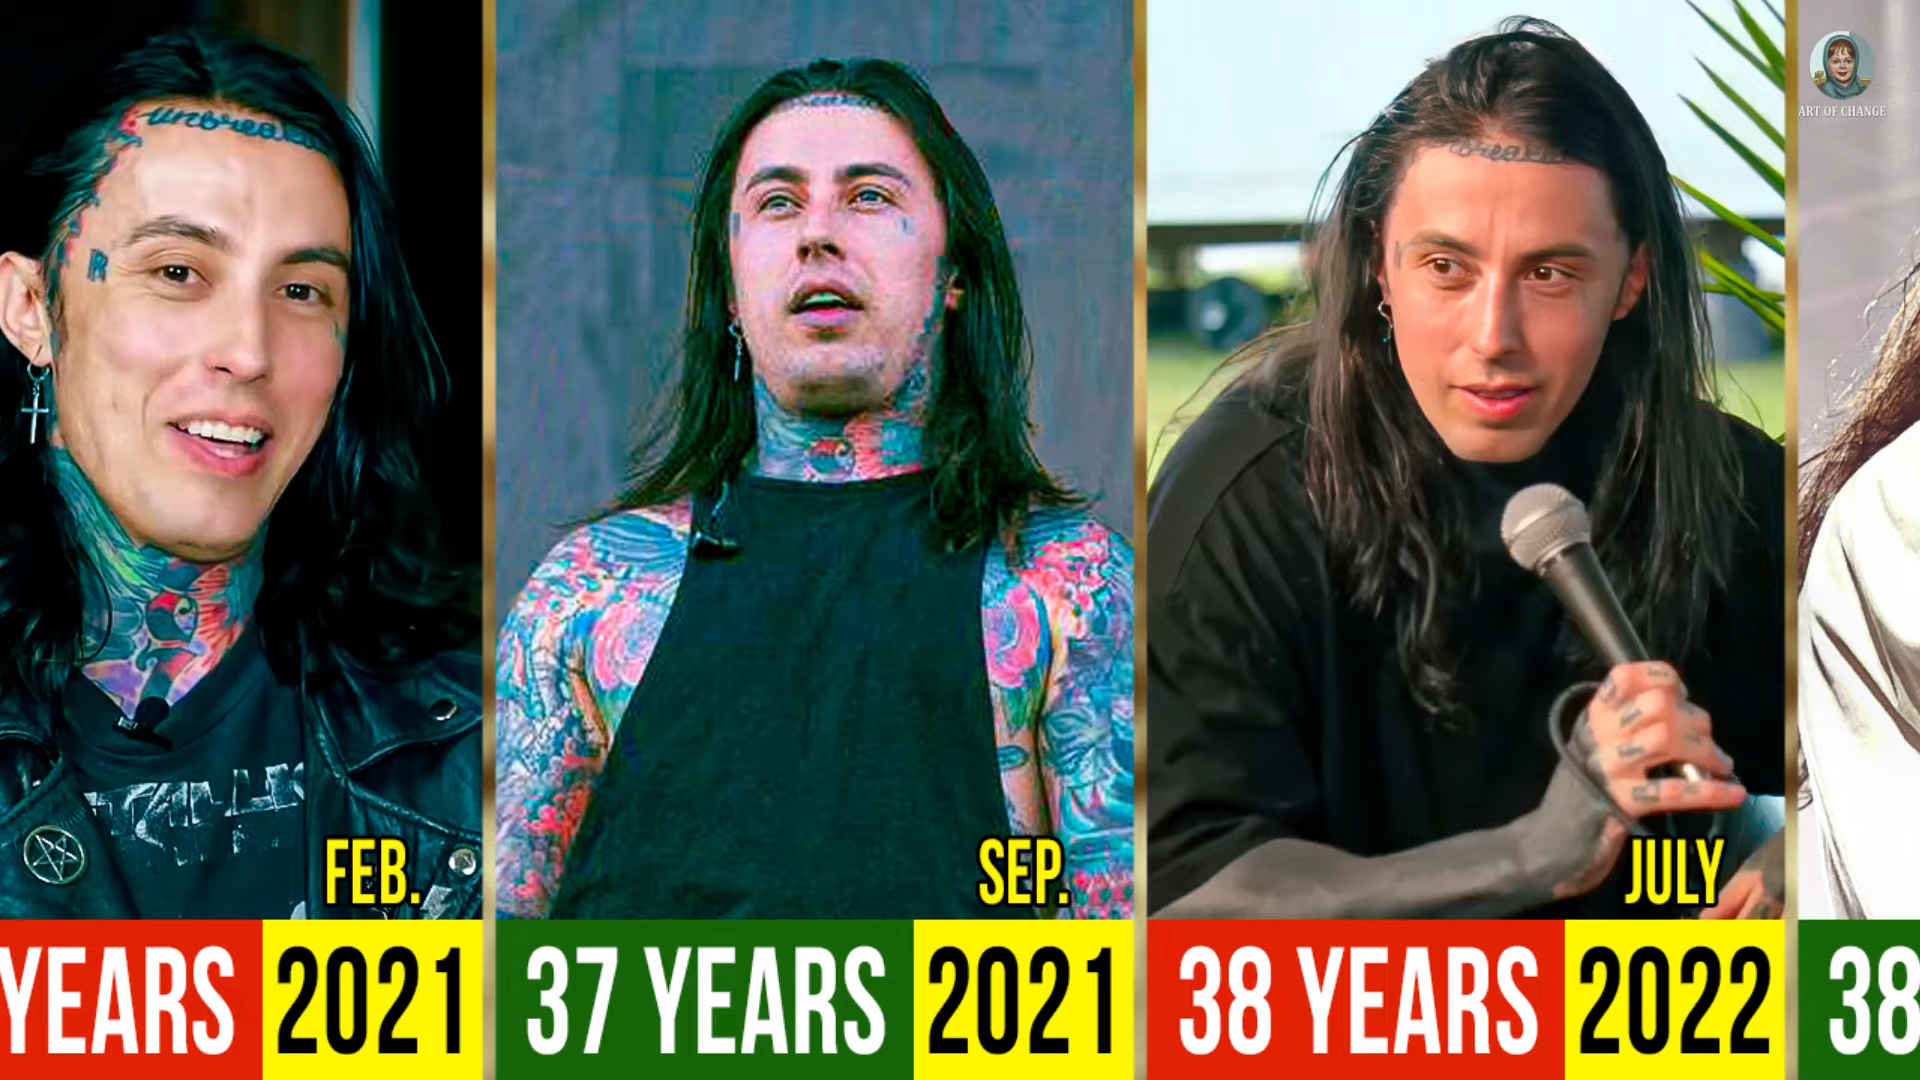 ART OF CHANGE
R
FEB.
SEP.
JULY
YEARS
2021
37 YEARS
2021
38 YEARS
2022
38